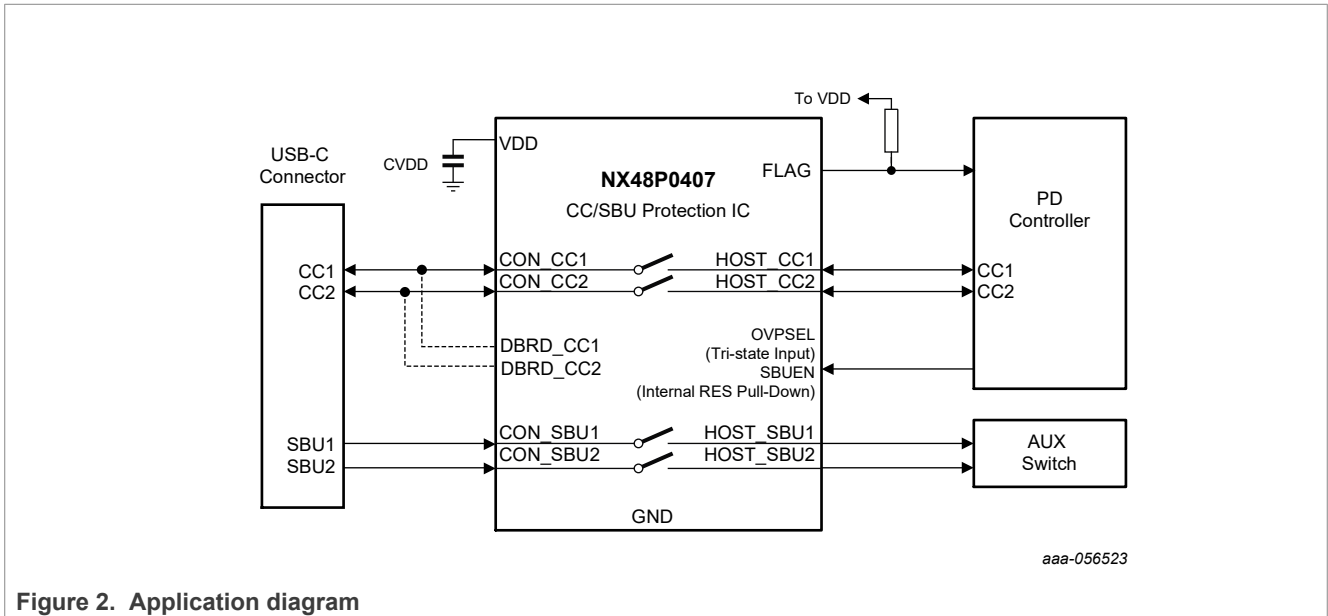 To VDD
USB-C
Connector
CVDD
VDD
NX48P0407
CC/SBU Protection IC
FLAG
PD
Controller
CC1
CC2
CON_CC1
CON_CC2
HOST_CC1
HOST_CC2
CC1
CC2
DBRD_CC1
DBRD_CC2
OVPSEL
(Tri-state Input)
SBUEN
(Internal RES Pull-Down)
SBU1
SBU2
CON_SBU1
CON_SBU2
HOST_SBU1
HOST_SBU2
AUX
Switch
GND
aaa-056523
Figure 2. Application diagram